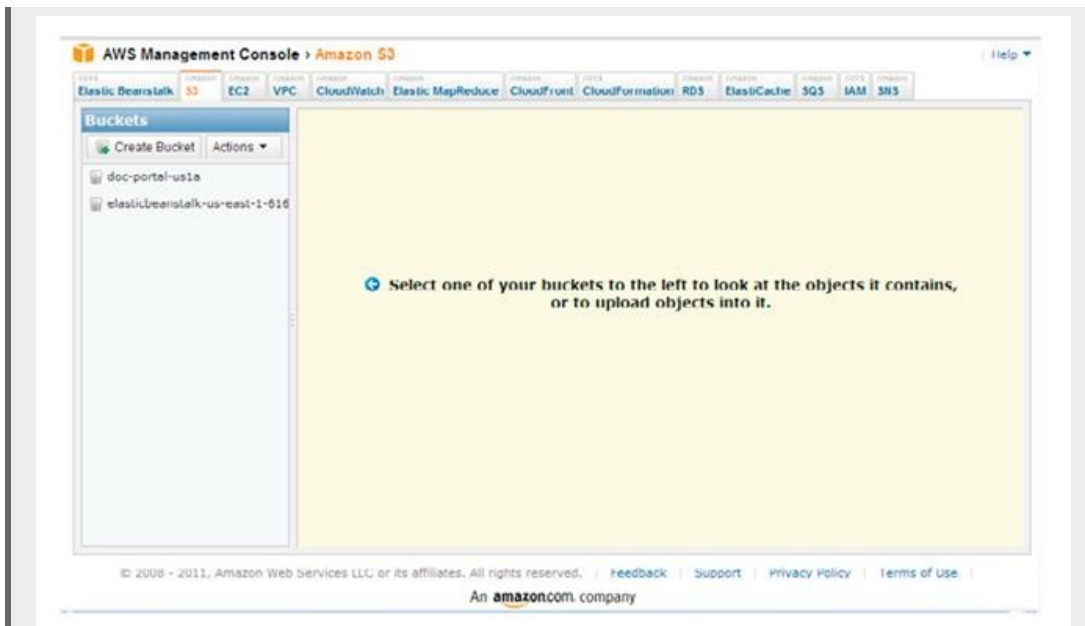 AWS Management Console › Amazon S3
Help
Elastic Beanstalk S3 EC2 VPC CloudWatch Elastic MapReduce CloudFront CloudFormation RDS ElastiCache SQS IAM SNS
Buckets
Create Bucket Actions
doc-portal-us1a
elasticbeanstalk-us-east-1-616
Select one of your buckets to the left to look at the objects it contains,
or to upload objects into it.
© 2008 - 2011, Amazon Web Services LLC or its affiliates. All rights reserved. | Feedback | Support | Privacy Policy | Terms of Use |
An amazon.com company